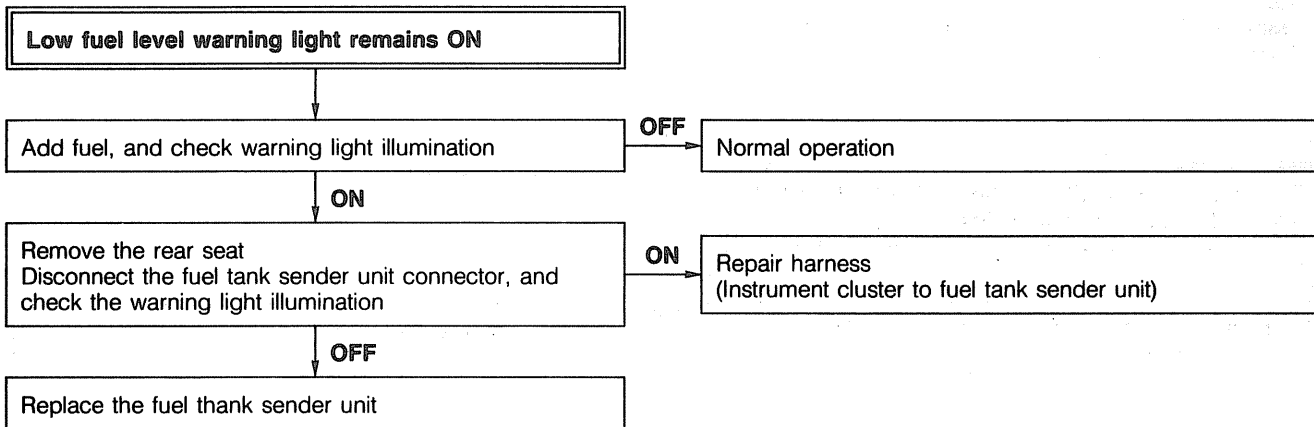 Low fuel level warning light remains ON
Add fuel, and check warning light illumination
OFF
Normal operation
ON
Remove the rear seat
Disconnect the fuel tank sender unit connector, and
check the warning light illumination
ON
Repair harness
(Instrument cluster to fuel tank sender unit)
OFF
Replace the fuel thank sender unit